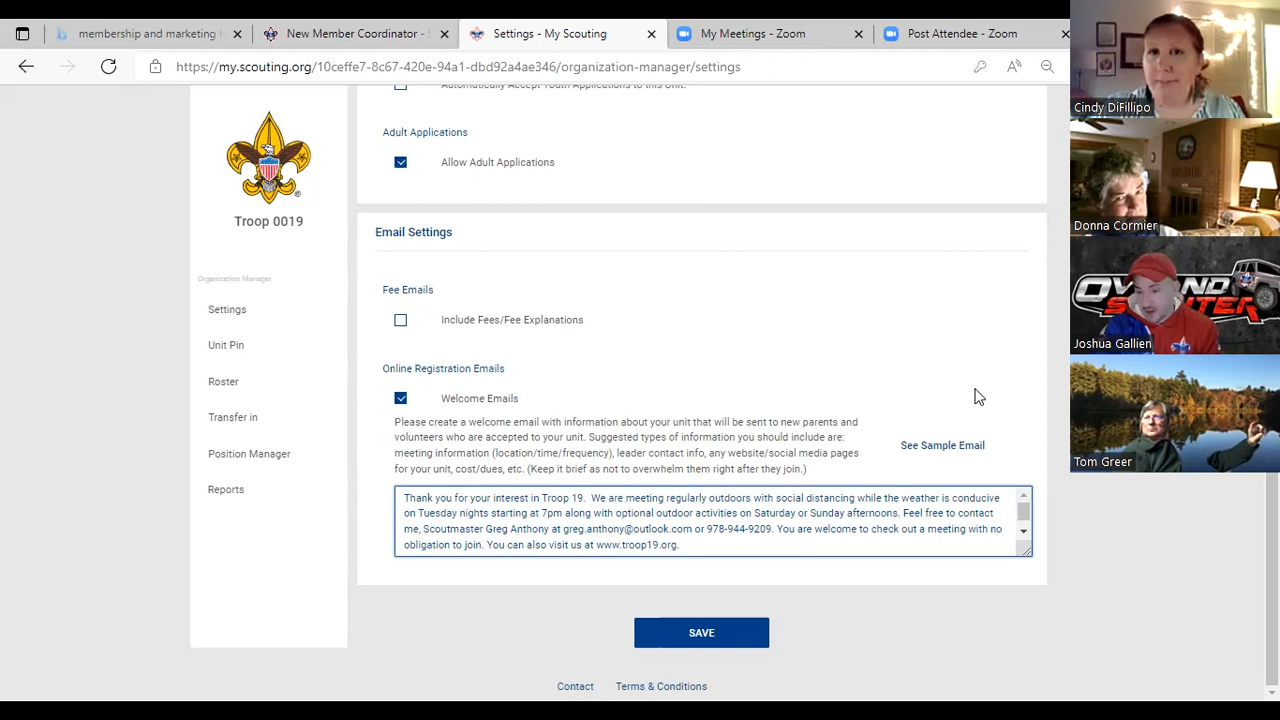 membership and marketing
New Member Coordinator -
Settings - My Scouting
My Meetings - Zoom
Post Attendee - Zoom
https://my.scouting.org/10ceffe7-8c67-420e-94a1-dbd92a4ae346/organization-manager/settings
Automatically Accept Youth Applications to this Unit.
Adult Applications
Allow Adult Applications
Troop 0019
Email Settings
Organization Manager
Settings
Unit Pin
Roster
Transfer in
Position Manager
Reports
Fee Emails
Include Fees/Fee Explanations
Online Registration Emails
Welcome Emails
Please create a welcome email with information about your unit that will be sent to new parents and
volunteers who are accepted to your unit. Suggested types of information you should include are:
meeting information (location/time/frequency), leader contact info, any website/social media pages
for your unit, cost/dues, etc. (Keep it brief as not to overwhelm them right after they join.)
See Sample Email
Thank you for your interest in Troop 19.  We are meeting regularly outdoors with social distancing while the weather is conducive
on Tuesday nights starting at 7pm along with optional outdoor activities on Saturday or Sunday afternoons. Feel free to contact
me, Scoutmaster Greg Anthony at greg.anthony@outlook.com or 978-944-9209. You are welcome to check out a meeting with no
obligation to join. You can also visit us at www.troop19.org.
SAVE
Contact
Terms & Conditions
Cindy DiFillipo
Donna Cormier
Joshua Gallien
Tom Greer